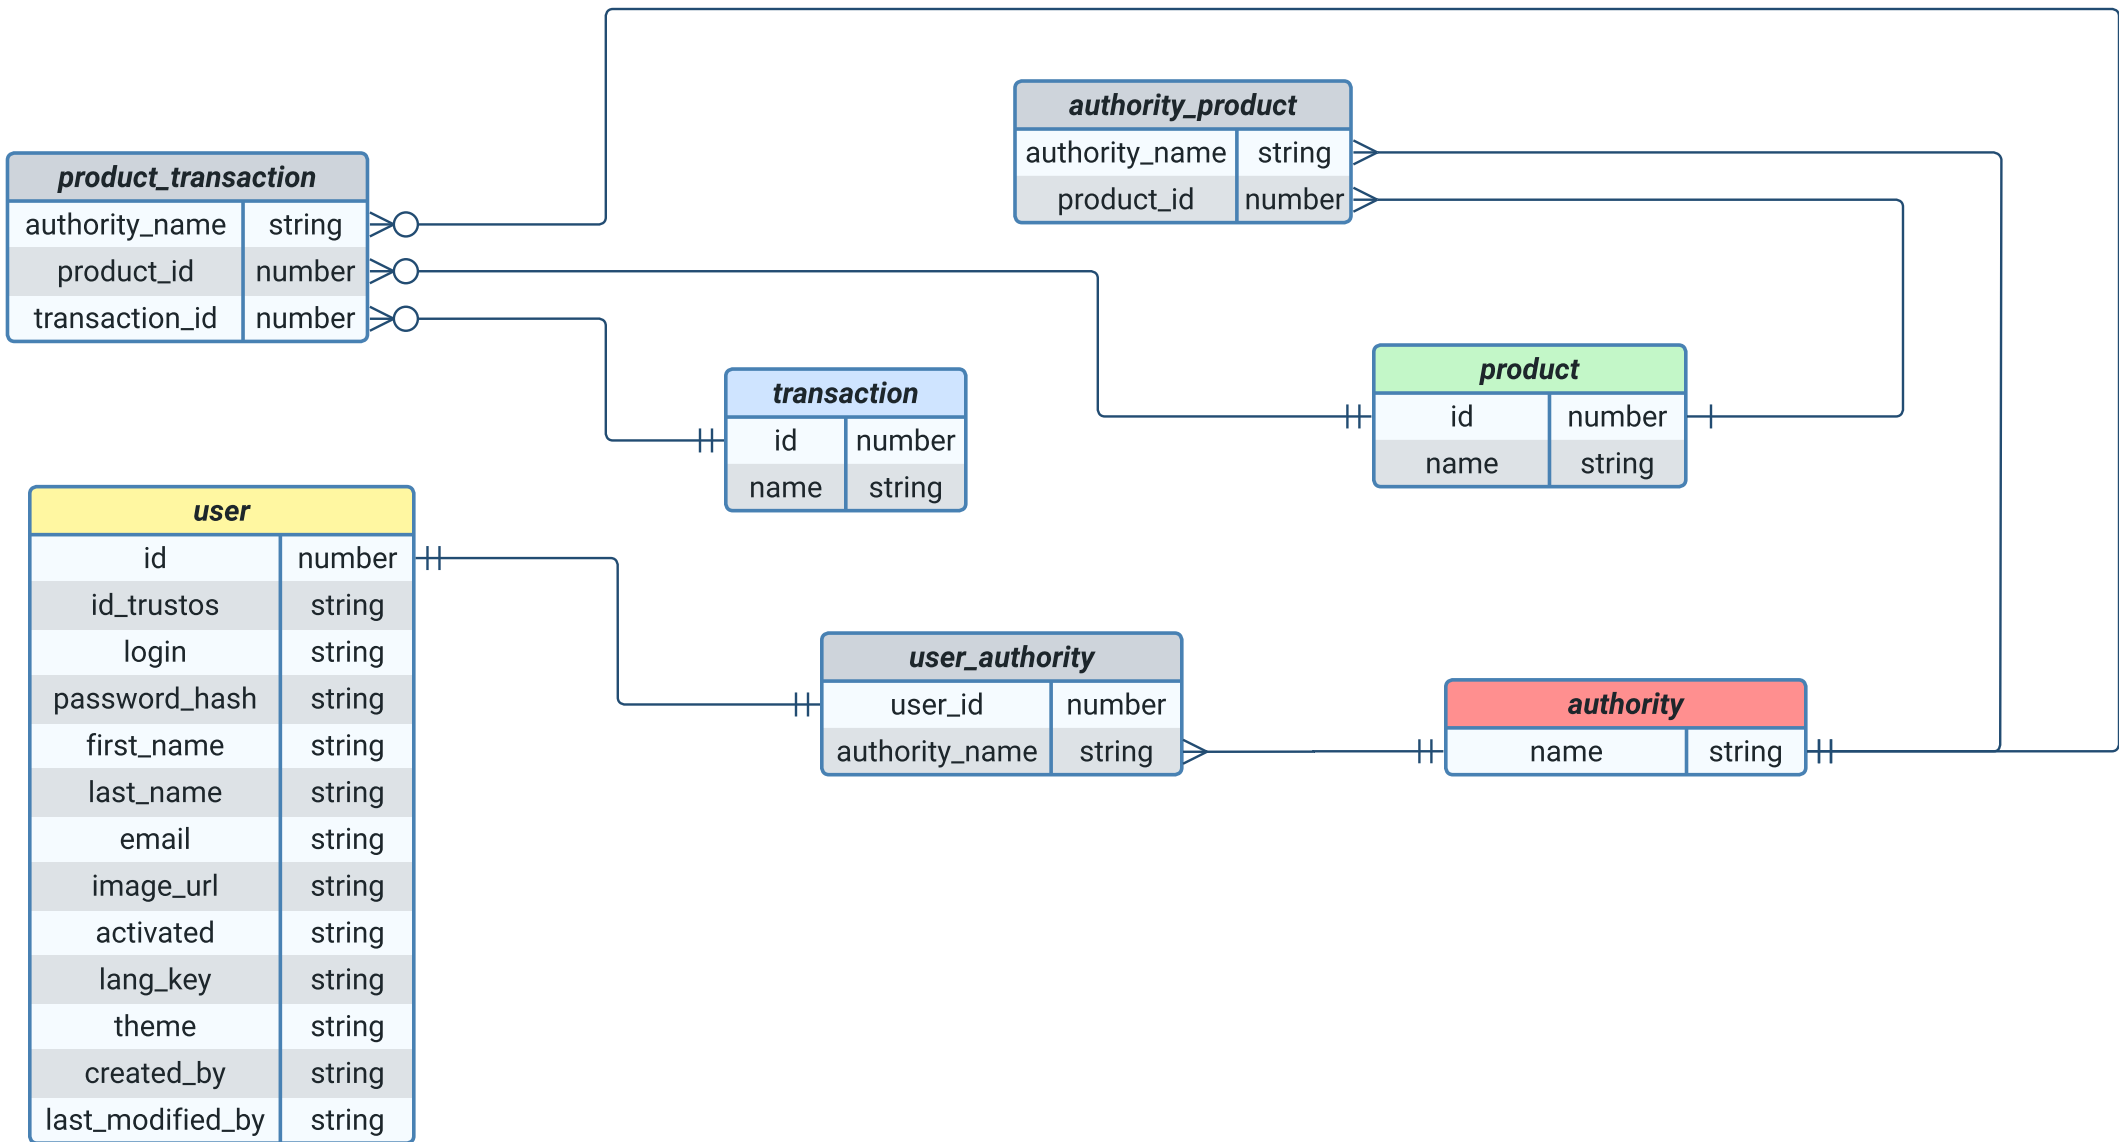 authority_product
authority_name string
product_id number
product_transaction
authority_name string
product_id number
transaction_id number
product
id number
name string
transaction
id number
name string
user
id number
id_trustos string
login string
password_hash string
first_name string
last_name string
email string
image_url string
activated string
lang_key string
theme string
created_by string
last_modified_by string
user_authority
user_id number
authority_name string
authority
name string